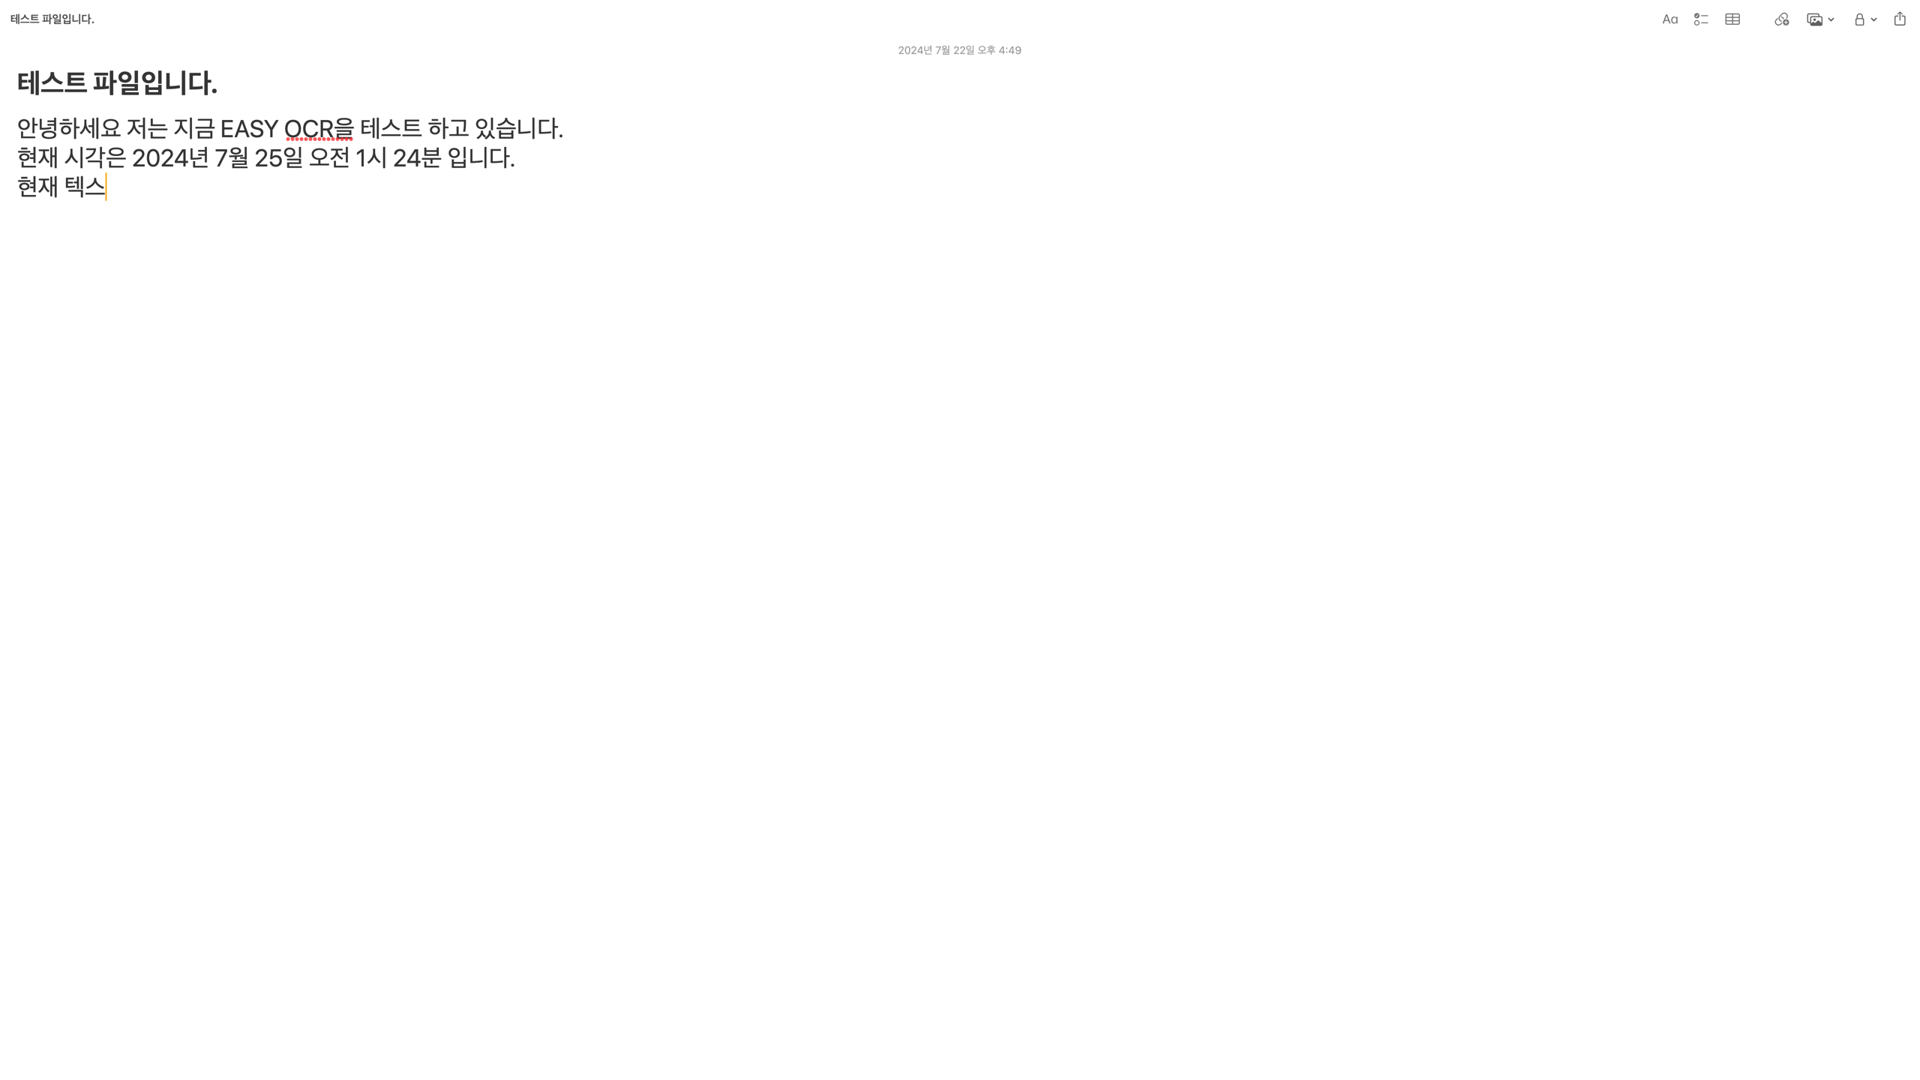 테스트 파일입니다.
Aa
2024년 7월 22일 오후 4:49
테스트 파일입니다.
안녕하세요 저는 지금 EASY OCR을 테스트 하고 있습니다.
현재 시각은 2024년 7월 25일 오전 1시 24분 입니다.
현재 텍스